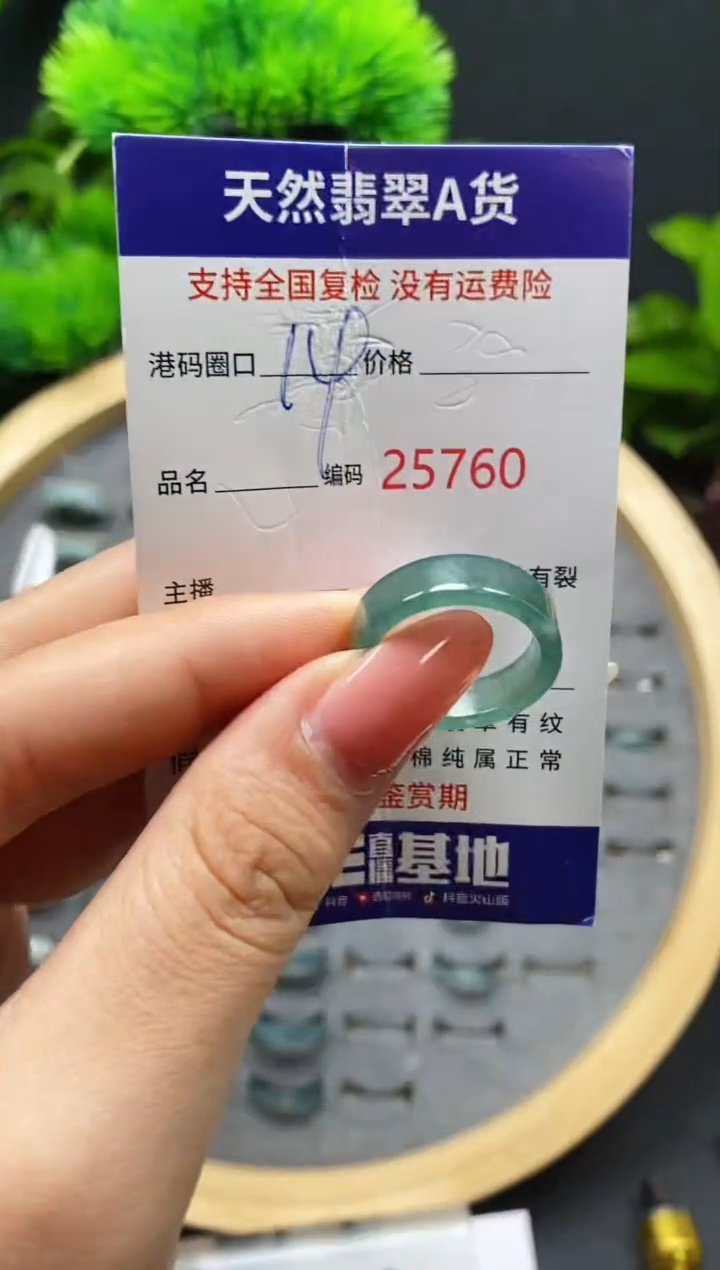 天然翡翠A货
支持全国复检 没有运费险
港码圈口 14 价格
品名 编码 25760
主播 有裂
有纹
棉纯属正常
鉴赏期
直播基地